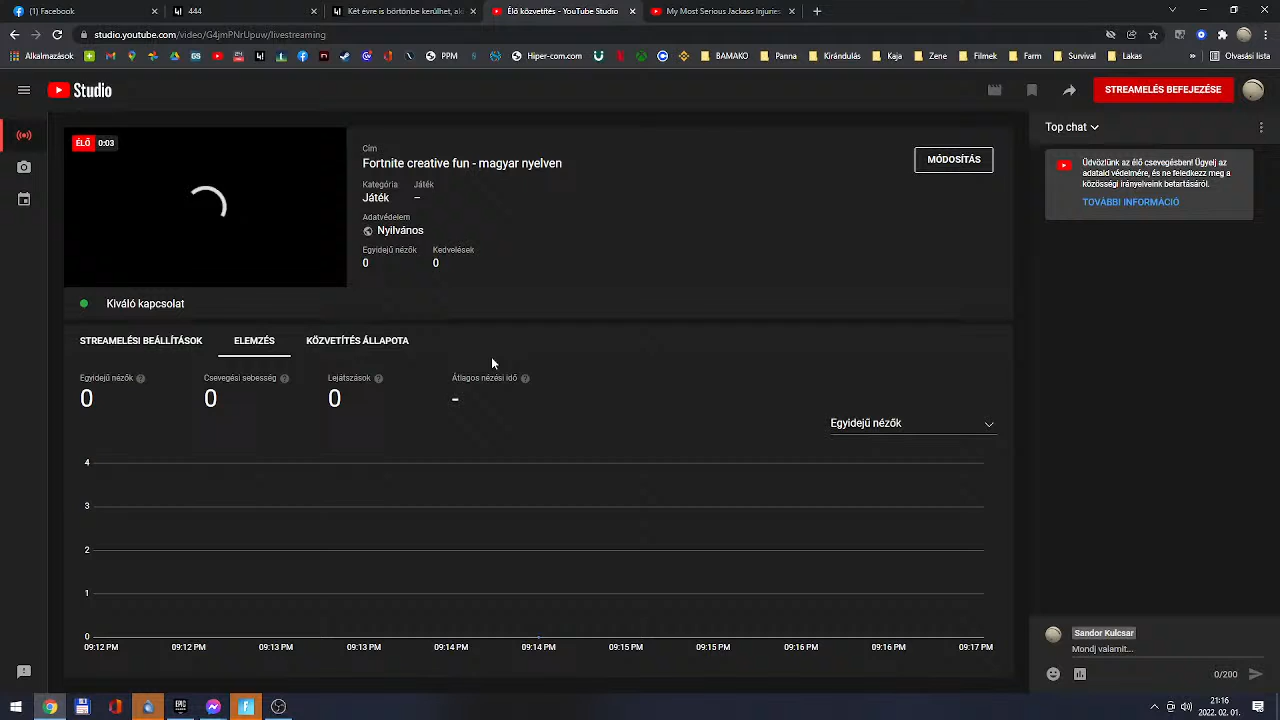 (1) Facebook
444
Két évre is börtönbe kerülhet, ak
Élő közvetítés - YouTube Studio
My Most Serious Jackass Injuries
studio.youtube.com/video/G4jmPNrUpuw/livestreaming
Alkalmazások
PPM
Hiper-com.com
BAMAKO
Panna
Kirándulás
Kaja
Zene
Filmek
Farm
Survival
Lakas
»
Olvasási lista
Studio
STREAMELÉS BEFEJEZÉSE
ÉLŐ 0:03
Cím
Fortnite creative fun - magyar nyelven
MÓDOSÍTÁS
Kategória Játék
Játék –
Adatvédelem
Nyilvános
Egyidejű nézők Kedvelések
0 0
Kiváló kapcsolat
Top chat
Üdvözlünk az élő csevegésben! Ügyelj az
adataid védelmére, és ne feledkezz meg a
közösségi irányelveink betartásáról.
TOVÁBBI INFORMÁCIÓ
STREAMELÉSI BEÁLLÍTÁSOK ELEMZÉS KÖZVETÍTÉS ÁLLAPOTA
Egyidejű nézők Csevegési sebesség Lejátszások Átlagos nézési idő
0 0 0 -
Egyidejű nézők
4
3
2
1
0
09:12 PM 09:12 PM 09:13 PM 09:13 PM 09:14 PM 09:14 PM 09:15 PM 09:15 PM 09:16 PM 09:16 PM 09:17 PM
Sandor Kulcsar
Mondj valamit...
0/200
EPIC
21:16
2022. 02. 01.